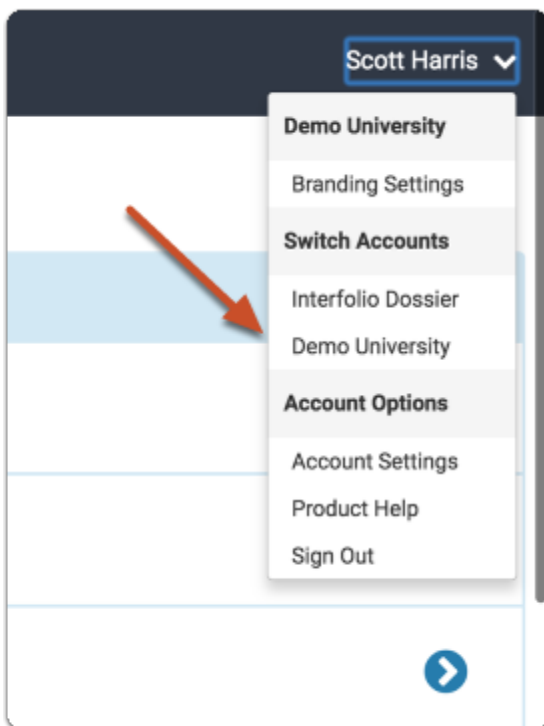 Scott Harris
Demo University
Branding Settings
Switch Accounts
Interfolio Dossier
Demo University
Account Options
Account Settings
Product Help
Sign Out